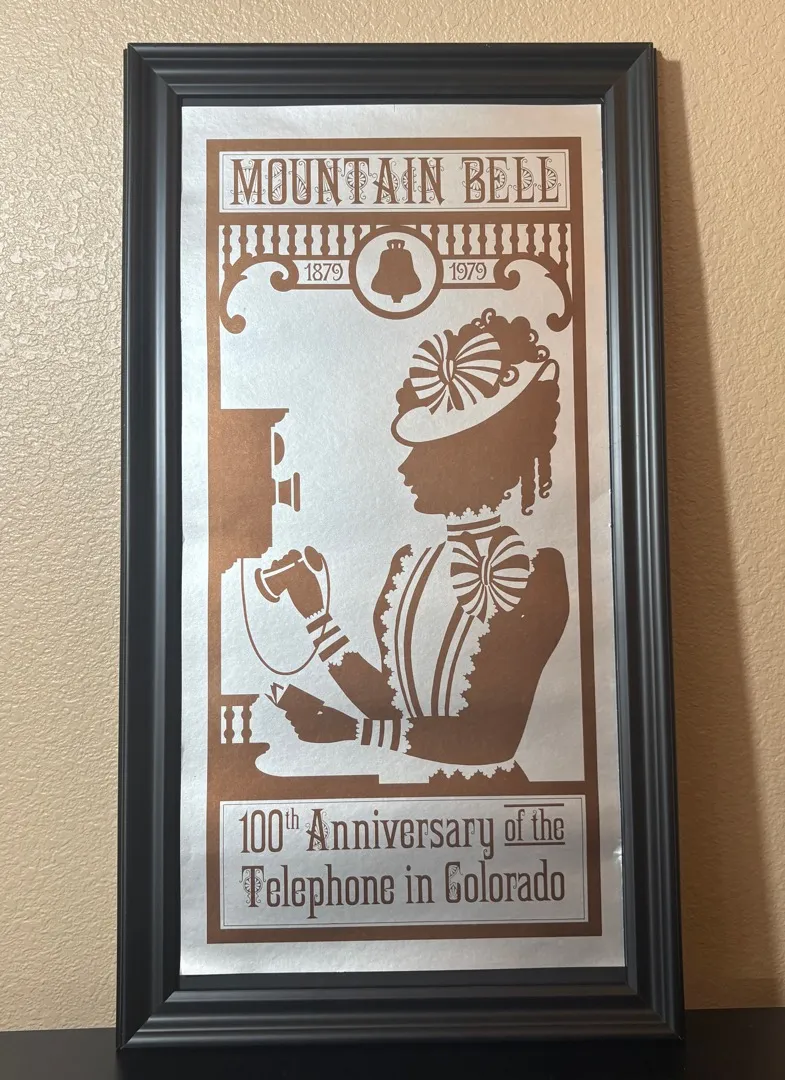 MOUNTAIN BELL
1879 1979
100th Anniversary of the
Telephone in Colorado